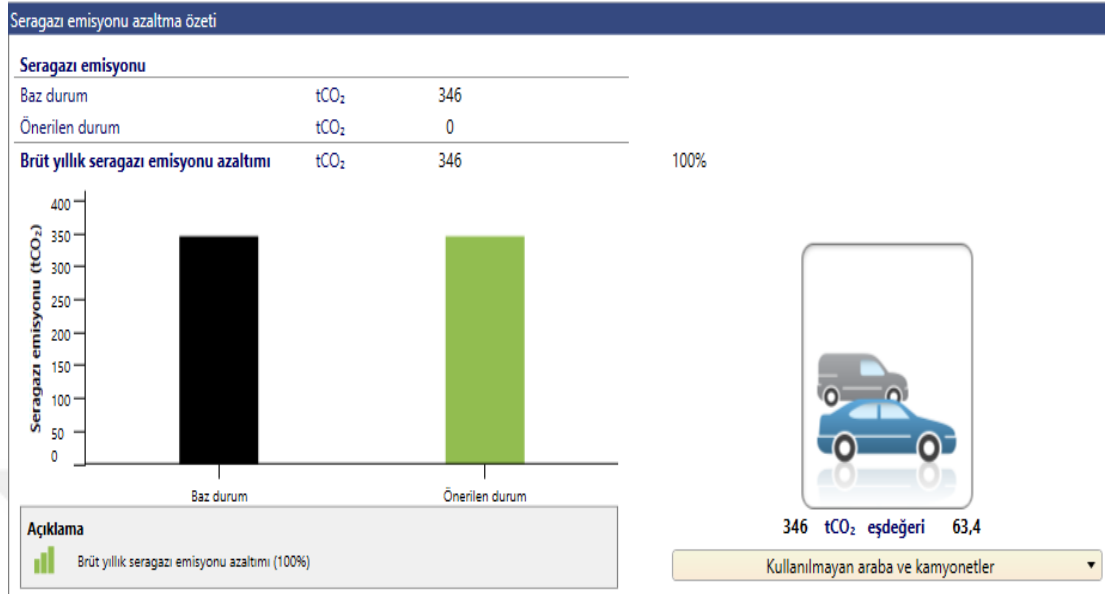 Seragazı emisyonu azaltma özeti
Seragazı emisyonu
Baz durum tCO₂ 346
Önerilen durum tCO₂ 0
Brüt yıllık seragazı emisyonu azaltımı tCO₂ 346 100%
Seragazı emisyonu (tCO₂)
400
350
300
250
200
150
100
50
0
Baz durum Önerilen durum
Açıklama
Brüt yıllık seragazı emisyonu azaltımı (100%)
346 tCO₂ eşdeğeri 63,4
Kullanılmayan araba ve kamyonetler